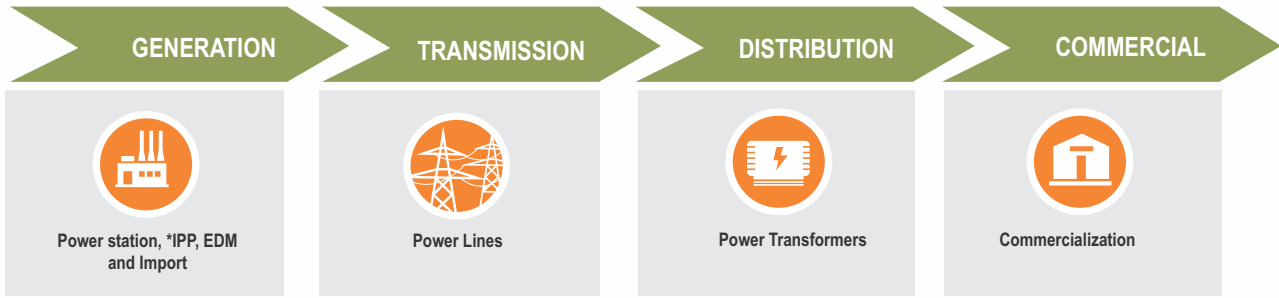 GENERATION
TRANSMISSION
DISTRIBUTION
COMMERCIAL
Power station, *IPP, EDM
and Import
Power Lines
Power Transformers
Commercialization